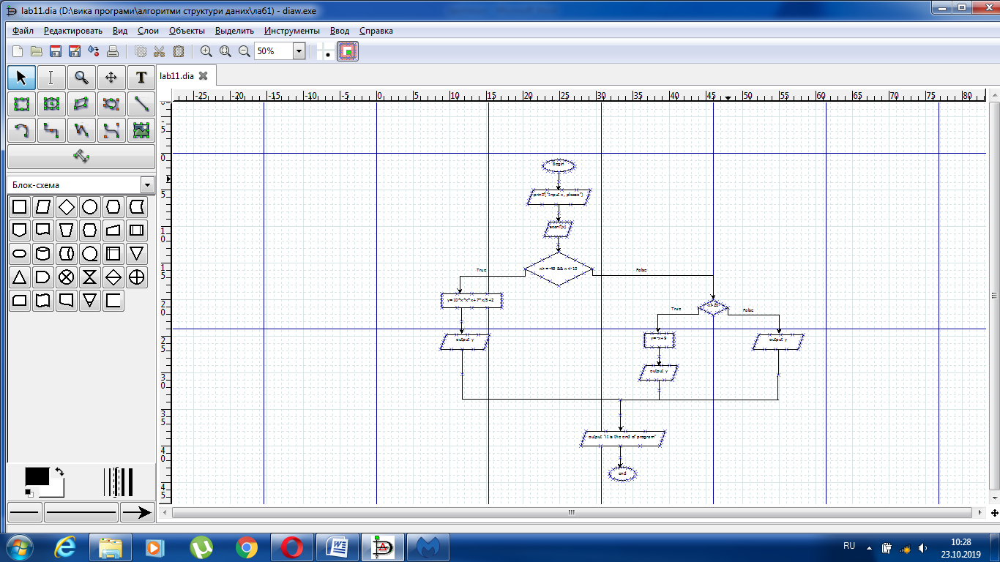 lab11.dia (D:\вика програми\алгоритми структури даних\лаб1) - diaw.exe
Файл Редактировать Вид Слои Объекты Выделить Инструменты Ввод Справка
50%
lab11.dia
-25 -20 -15 -10 -5 0 5 10 15 20 25 30 35 40 45 50 55 60 65 70 75 80
5
0
5
10
15
20
25
30
35
40
45
Блок-схема
Begin
printf("Input x, please")
scanf(x)
True
False
y=10*x*x*x+7*x/5+2
True
False
output y
y=-x+9
output y
output y
output "it is the end of program"
end
RU
10:28
23.10.2019